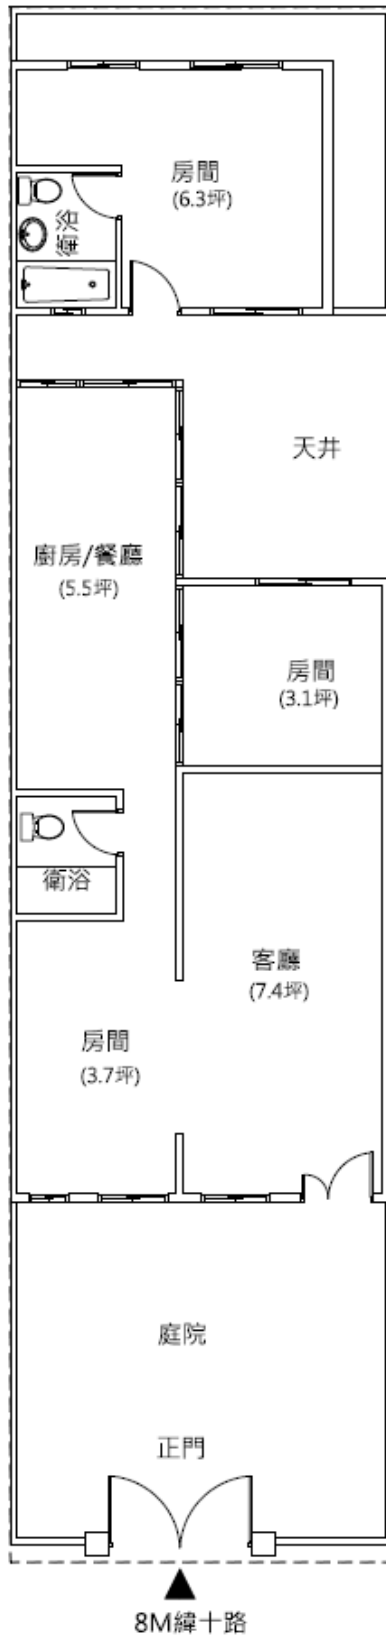 房間
(6.3坪)
衛浴
天井
廚房/餐廳
(5.5坪)
房間
(3.1坪)
衛浴
客廳
(7.4坪)
房間
(3.7坪)
庭院
正門
8M緯十路